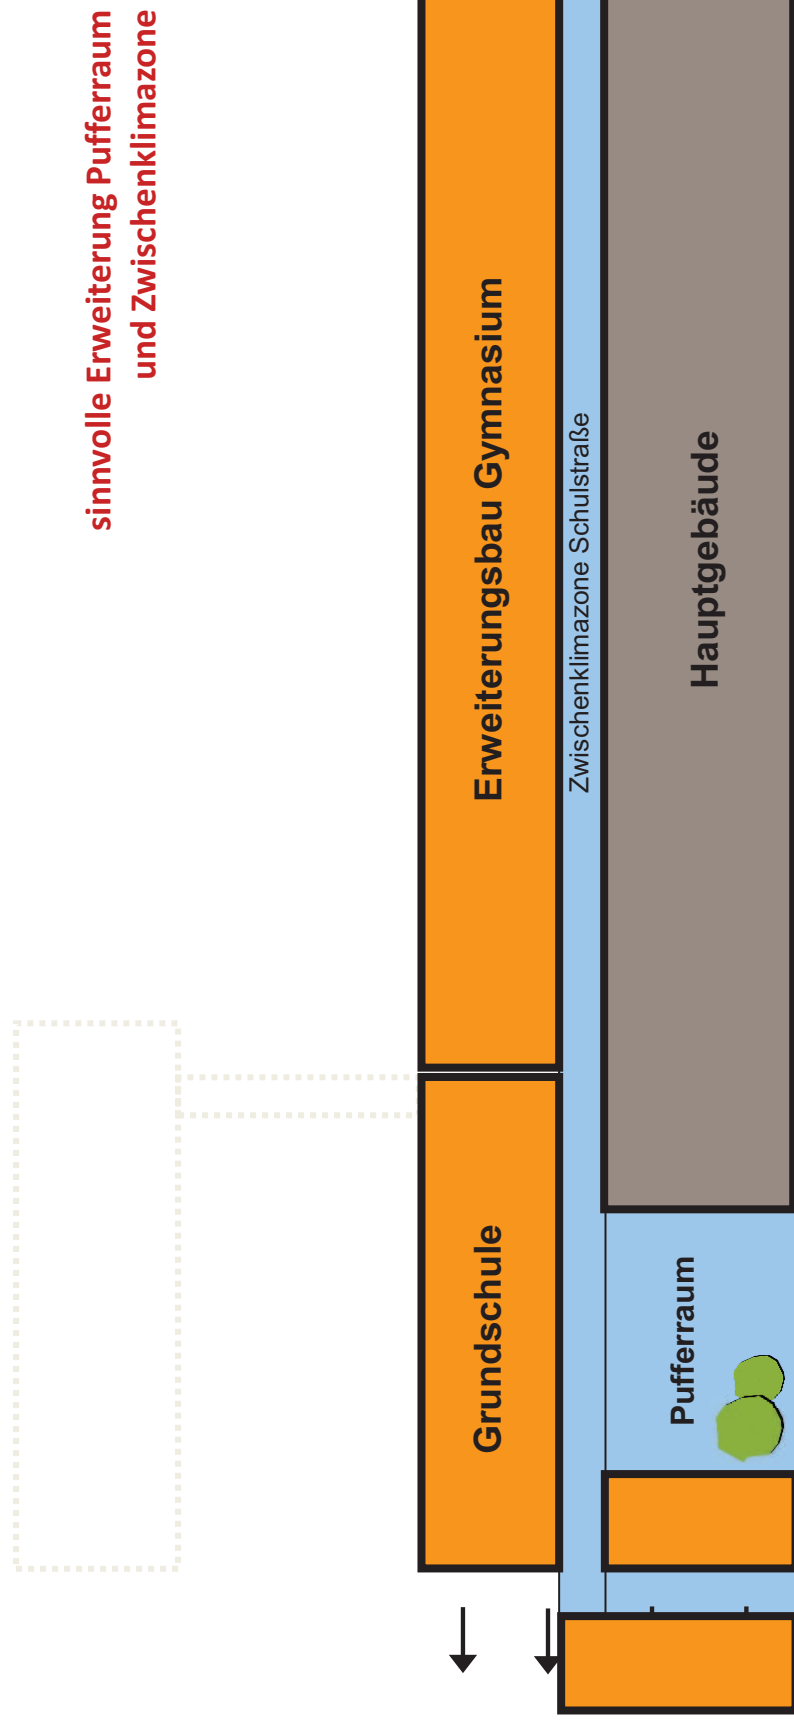 sinnvolle Erweiterung Pufferraum
und Zwischenklimazone
Erweiterungsbau Gymnasium
Zwischenklimazone Schulstraße
Hauptgebäude
Grundschule
Pufferraum